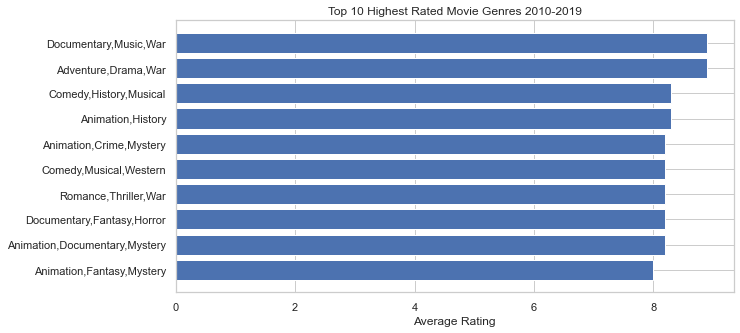 Top 10 Highest Rated Movie Genres 2010-2019
Documentary,Music,War
Adventure,Drama,War
Comedy,History,Musical
Animation,History
Animation,Crime,Mystery
Comedy,Musical,Western
Romance,Thriller,War
Documentary,Fantasy,Horror
Animation,Documentary,Mystery
Animation,Fantasy,Mystery
0 2 4 6 8
Average Rating